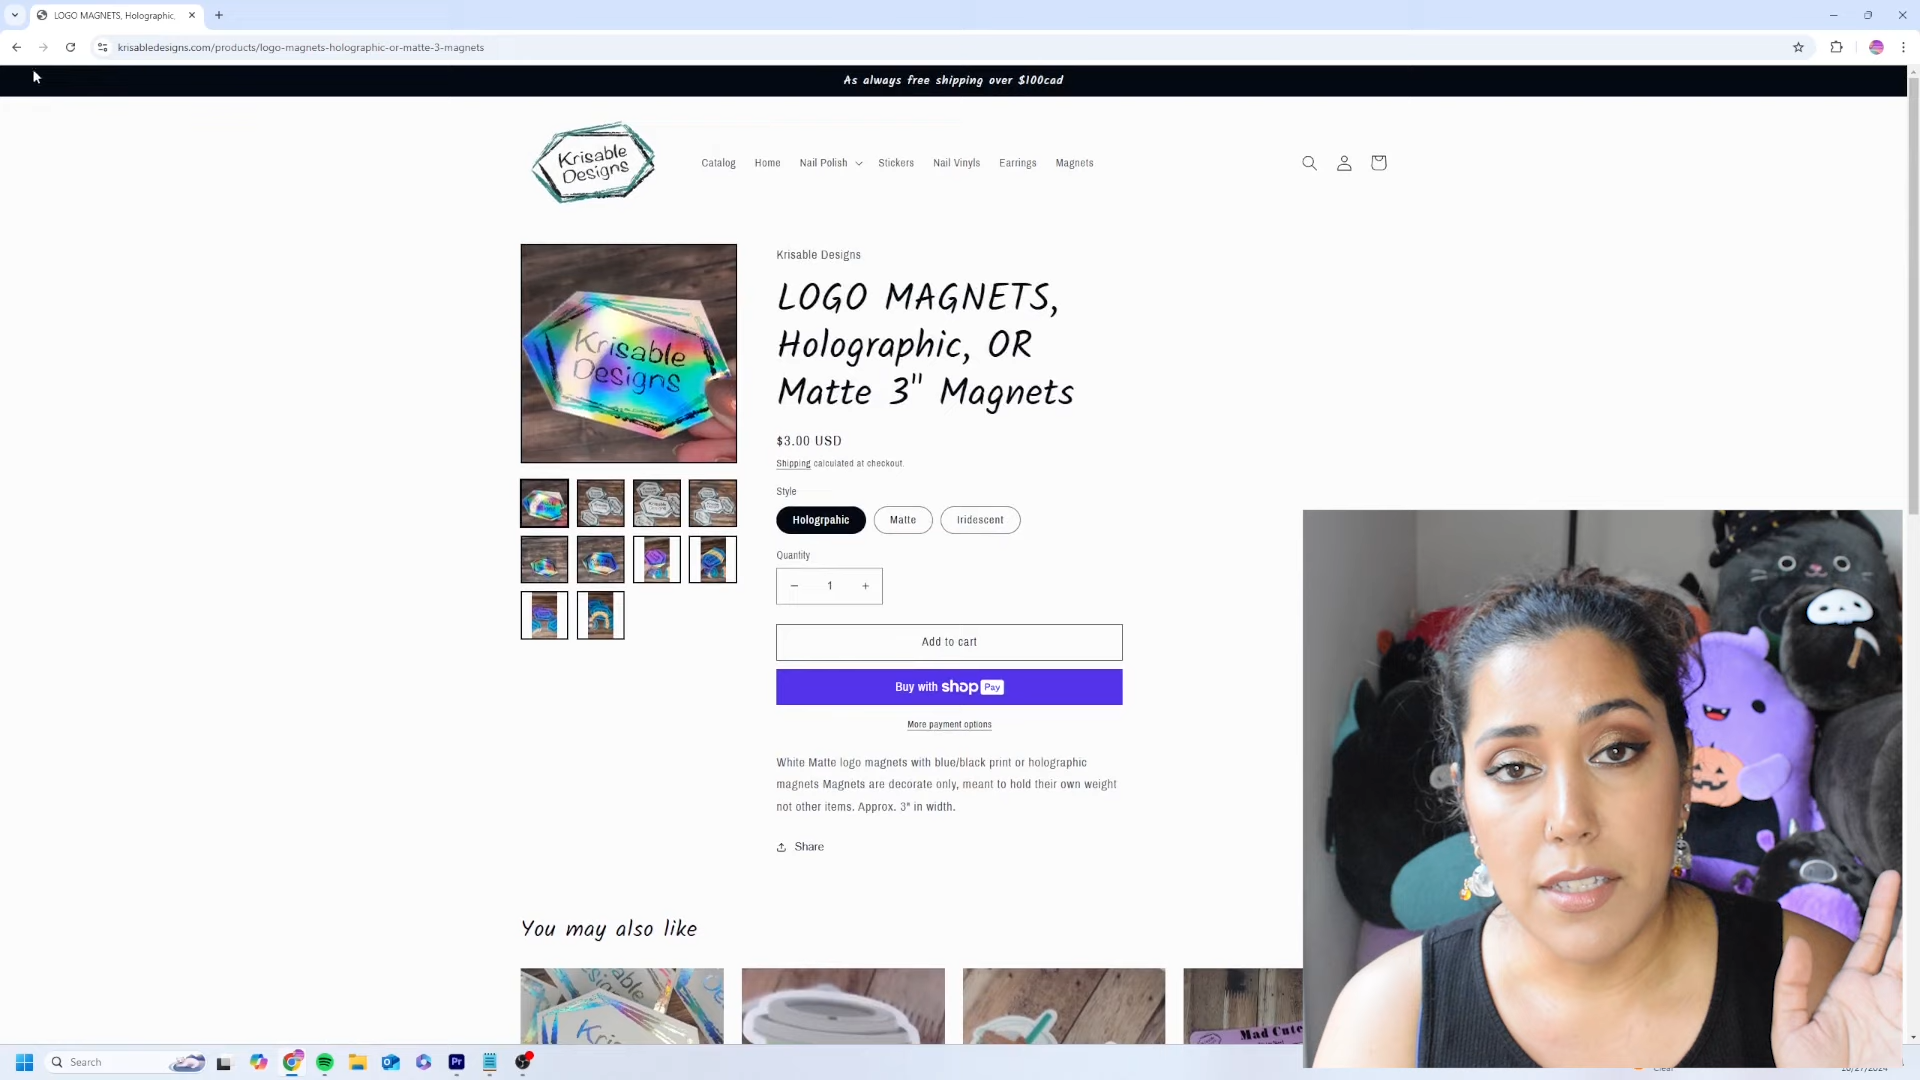 LOGO MAGNETS, Holographic,
krisabledesigns.com/products/logo-magnets-holographic-or-matte-3-magnets
As always free shipping over $100cad
Krisable
Designs
Catalog Home Nail Polish Stickers Nail Vinyls Earrings Magnets
Krisable
Designs
Krisable Designs
LOGO MAGNETS,
Holographic, OR
Matte 3" Magnets
$3.00 USD
Shipping calculated at checkout.
Style
Hologrpahic Matte Iridescent
Quantity
1
Add to cart
Buy with shop Pay
More payment options
White Matte logo magnets with blue/black print or holographic
magnets Magnets are decorate only, meant to hold their own weight
not other items. Approx. 3" in width.
Share
You may also like
Mad Cute
Search
Pr